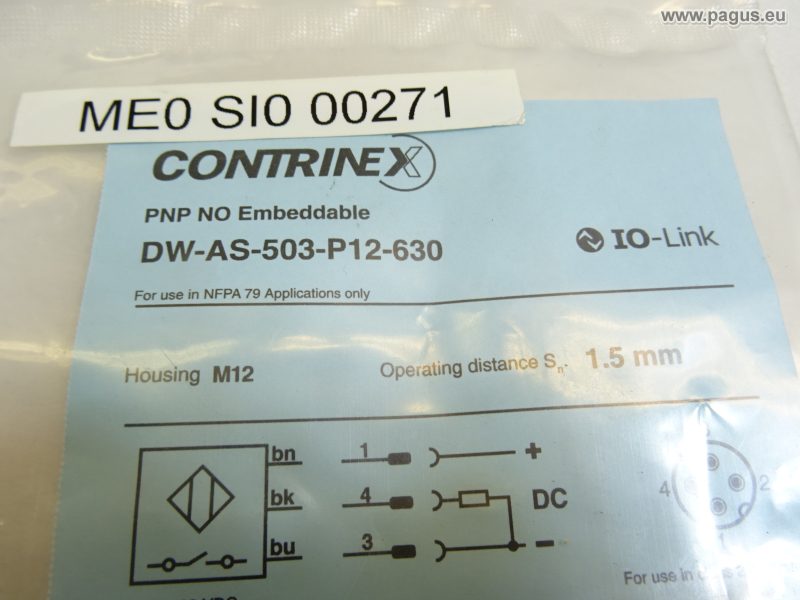 www.pagus.eu
ME0 SI0 00271
CONTRINEX
PNP NO Embeddable
DW-AS-503-P12-630
IO-Link
For use in NFPA 79 Applications only
Housing M12
Operating distance Sn. 1.5 mm
bn 1 +
bk 4 DC
bu 3 -
4 2
1
For use in